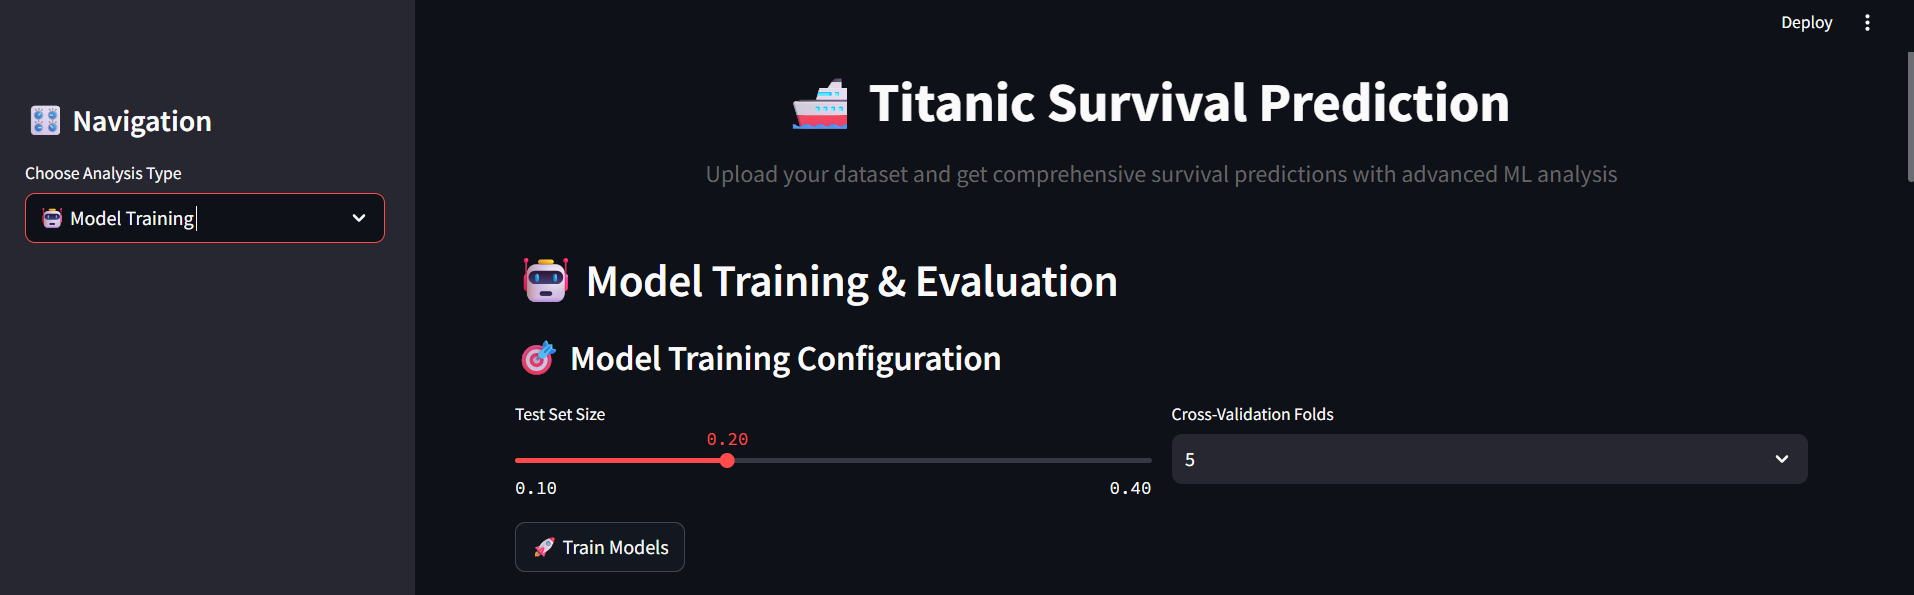 Deploy
Navigation
Choose Analysis Type
Model Training
Titanic Survival Prediction
Upload your dataset and get comprehensive survival predictions with advanced ML analysis
Model Training & Evaluation
Model Training Configuration
Test Set Size
0.20
0.10 0.40
Cross-Validation Folds
5
Train Models